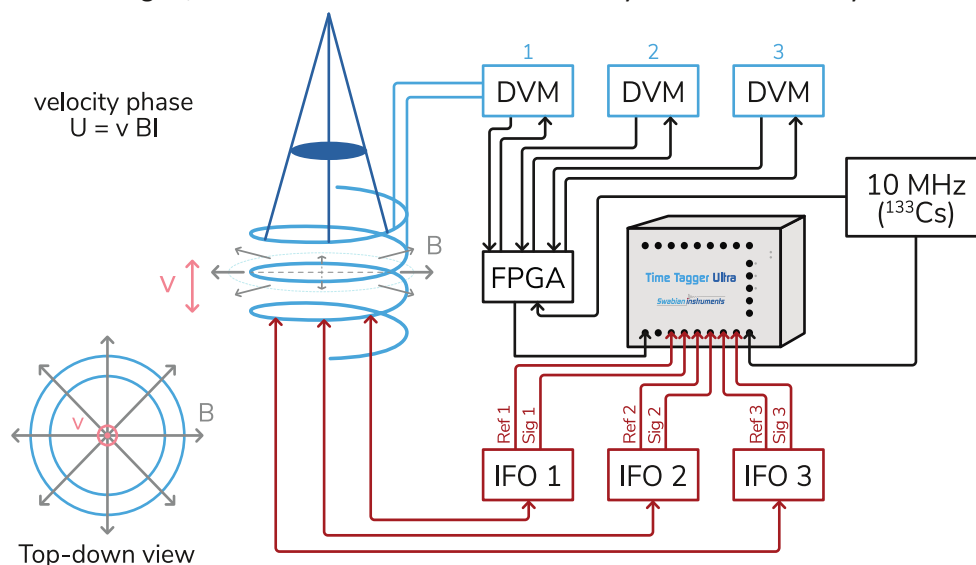 velocity phase
U = v Bl
1
2
3
DVM
DVM
DVM
10 MHz
(¹³³Cs)
B
v
FPGA
Time Tagger Ultra
Swabian Instruments
v
B
Ref 1
Sig 1
Ref 2
Sig 2
Ref 3
Sig 3
IFO 1
IFO 2
IFO 3
Top-down view